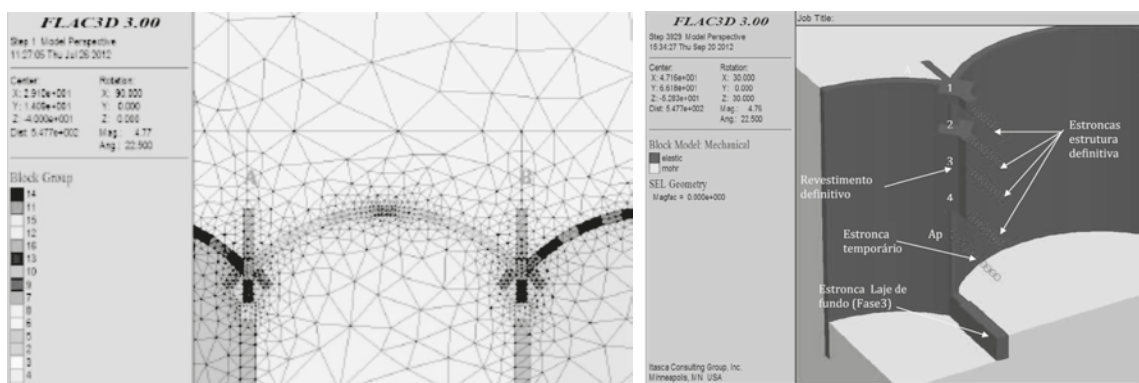 FLAC3D 3.00
Step 1 Model Perspective
11:27:05 Thu Jul 26 2012
Center: Rotation:
X: 2.910e+001 X: 90.000
Y: 1.400e+001 Y: 0.000
Z: -4.000e+001 Z: 0.000
Dist: 5.477e+002 Mag.: 4.77
Ang.: 22.500
Block Group
14
11
15
12
16
13
10
9
7
8
6
5
2
3
4
A
B
FLAC3D 3.00
Step 3929 Model Perspective
15:34:27 Thu Sep 20 2012
Center: Rotation:
X: 4.716e+001 X: 30.000
Y: 6.618e+001 Y: 0.000
Z: -5.283e+001 Z: 30.000
Dist: 5.477e+002 Mag.: 4.76
Ang.: 22.500
Block Model: Mechanical
elastic
mohr
SEL Geometry
Magfac = 0.000e+000
Itasca Consulting Group, Inc.
Minneapolis, MN USA
Job Title:
A
1
2
3
4
Estroncas
estrutura
definitiva
Revestimento
definitivo
Estronca
temporário
Ap
Estronca Laje de
fundo (Fase3)